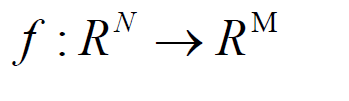 f : R^N → R^M